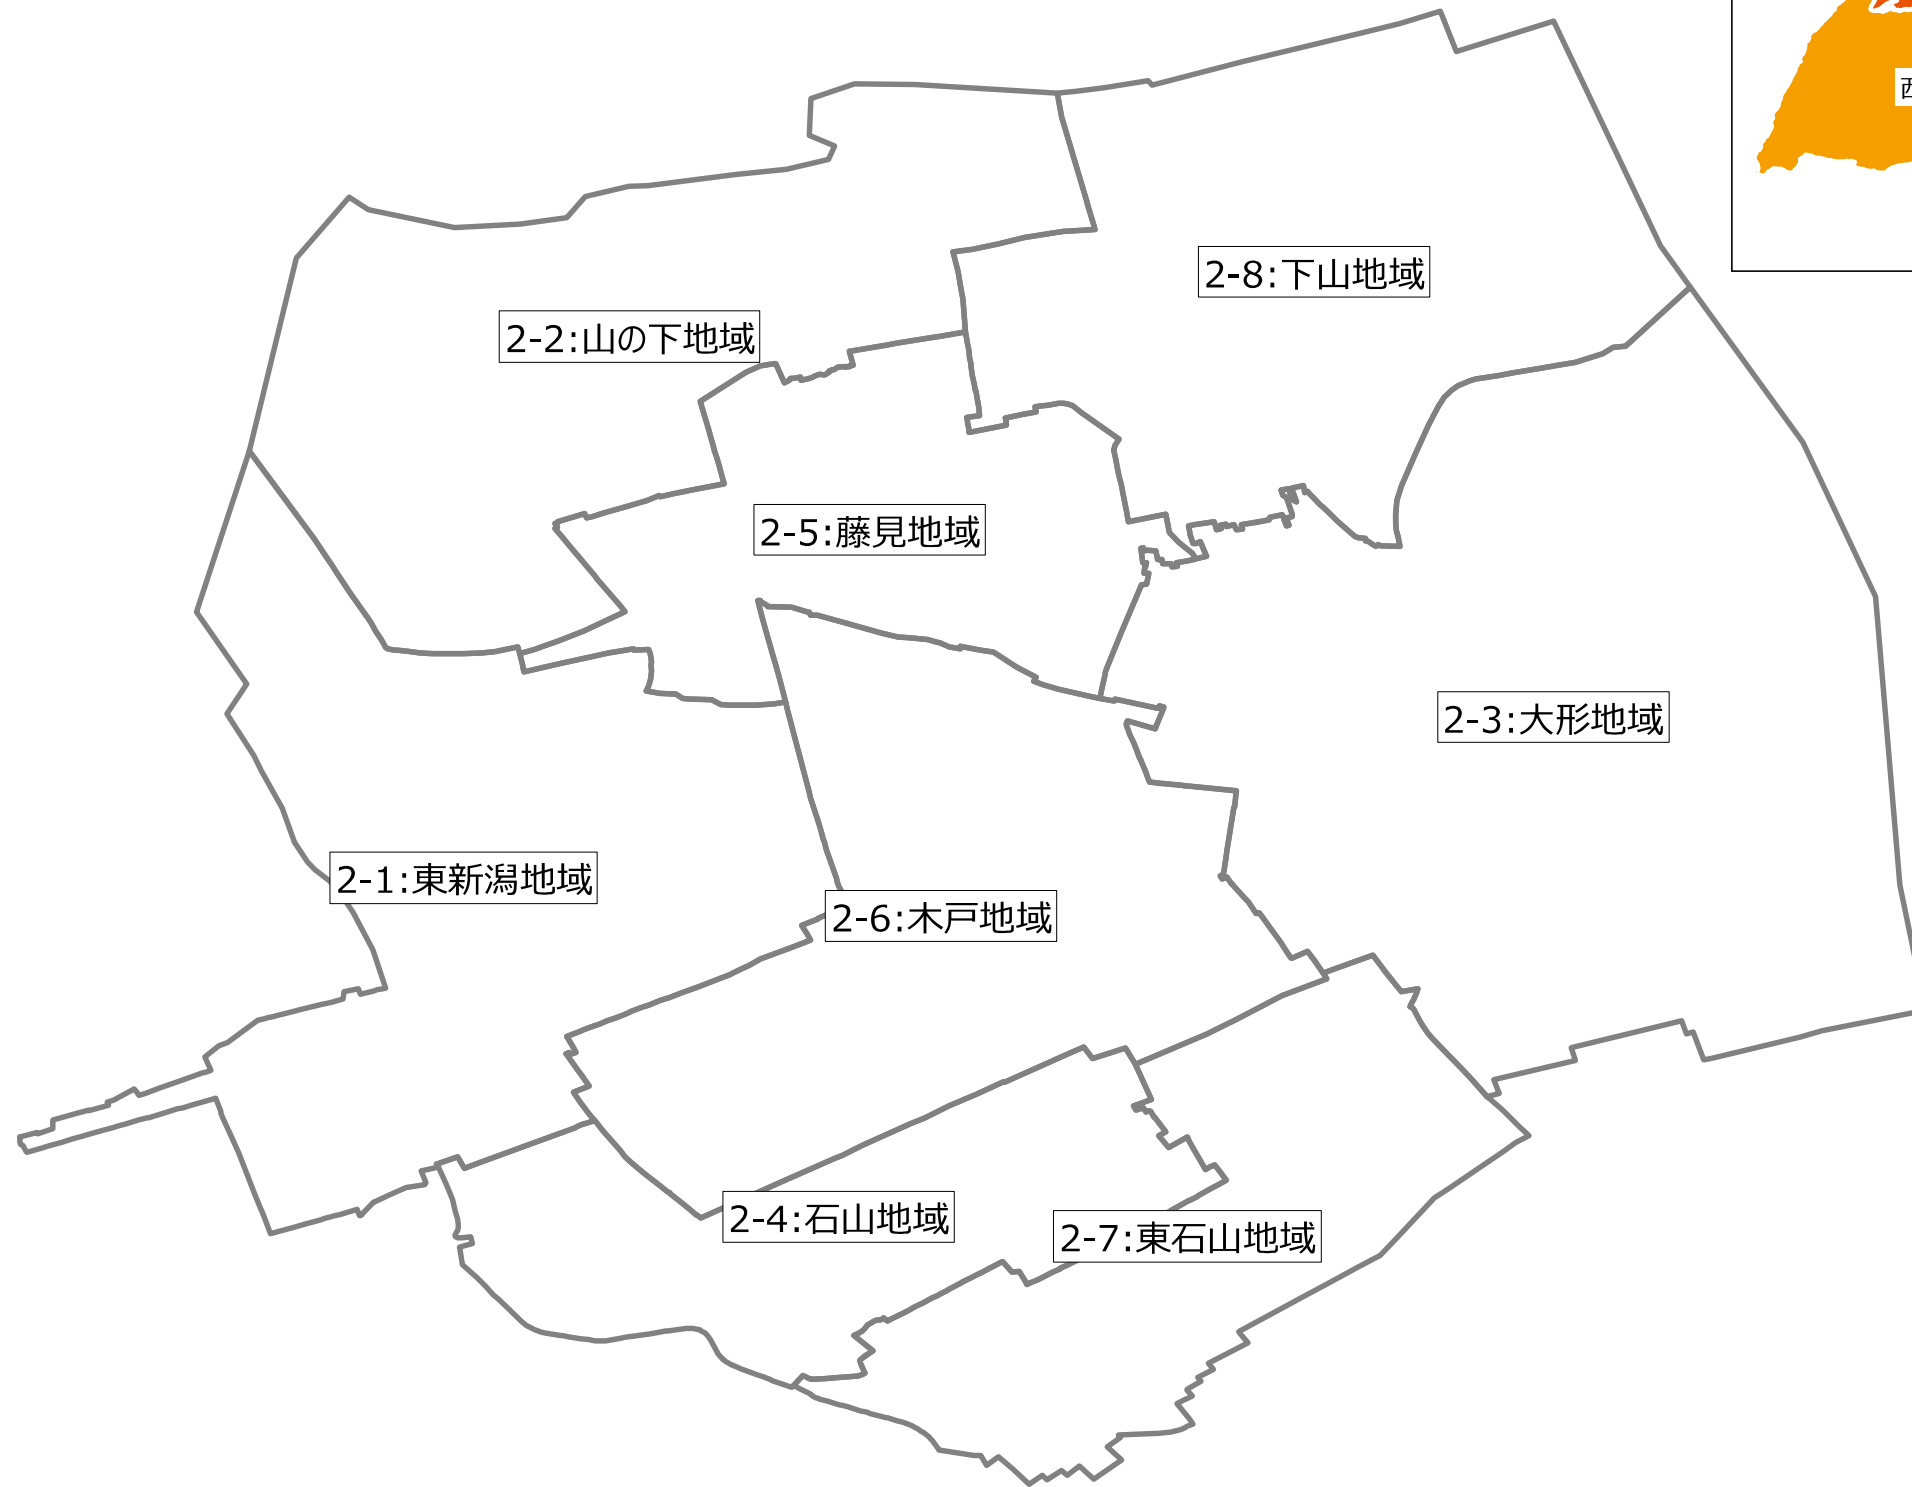 2-8:下山地域
2-2:山の下地域
2-5:藤見地域
2-3:大形地域
2-1:東新潟地域
2-6:木戸地域
2-4:石山地域
2-7:東石山地域